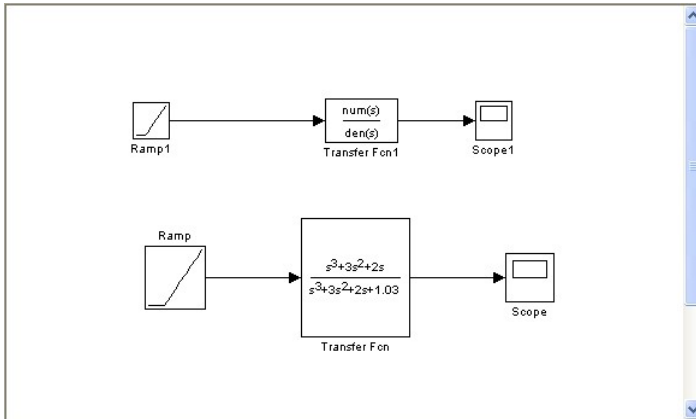 num(s)
den(s)
Ramp1
Transfer Fcn1
Scope1
Ramp
s³+3s²+2s
s³+3s²+2s+1.03
Scope
Transfer Fcn